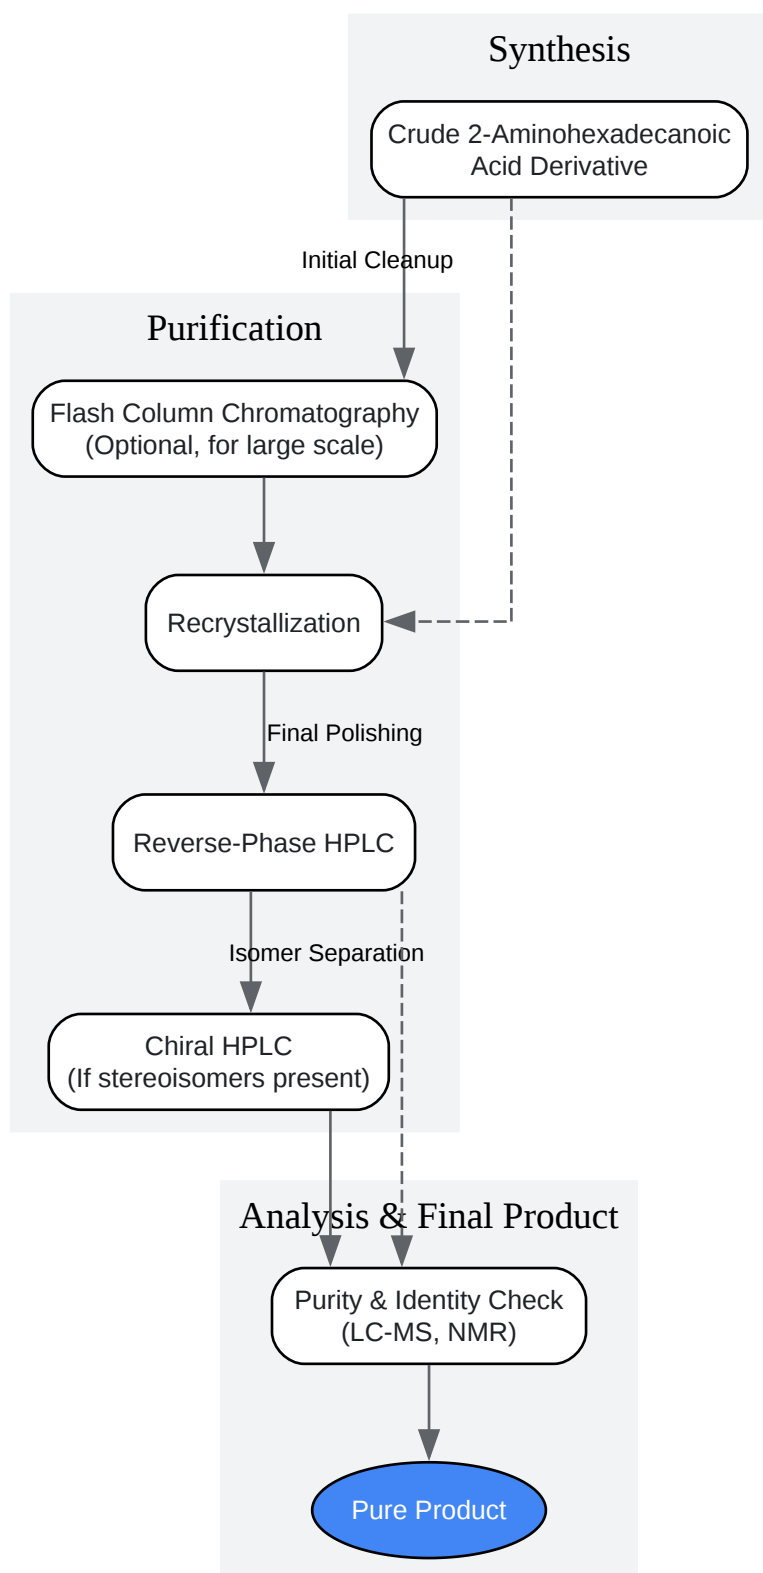 Synthesis
Crude 2-Aminohexadecanoic
Acid Derivative
Initial Cleanup
Purification
Flash Column Chromatography
(Optional, for large scale)
Recrystallization
Final Polishing
Reverse-Phase HPLC
Isomer Separation
Chiral HPLC
(If stereoisomers present)
Analysis & Final Product
Purity & Identity Check
(LC-MS, NMR)
Pure Product